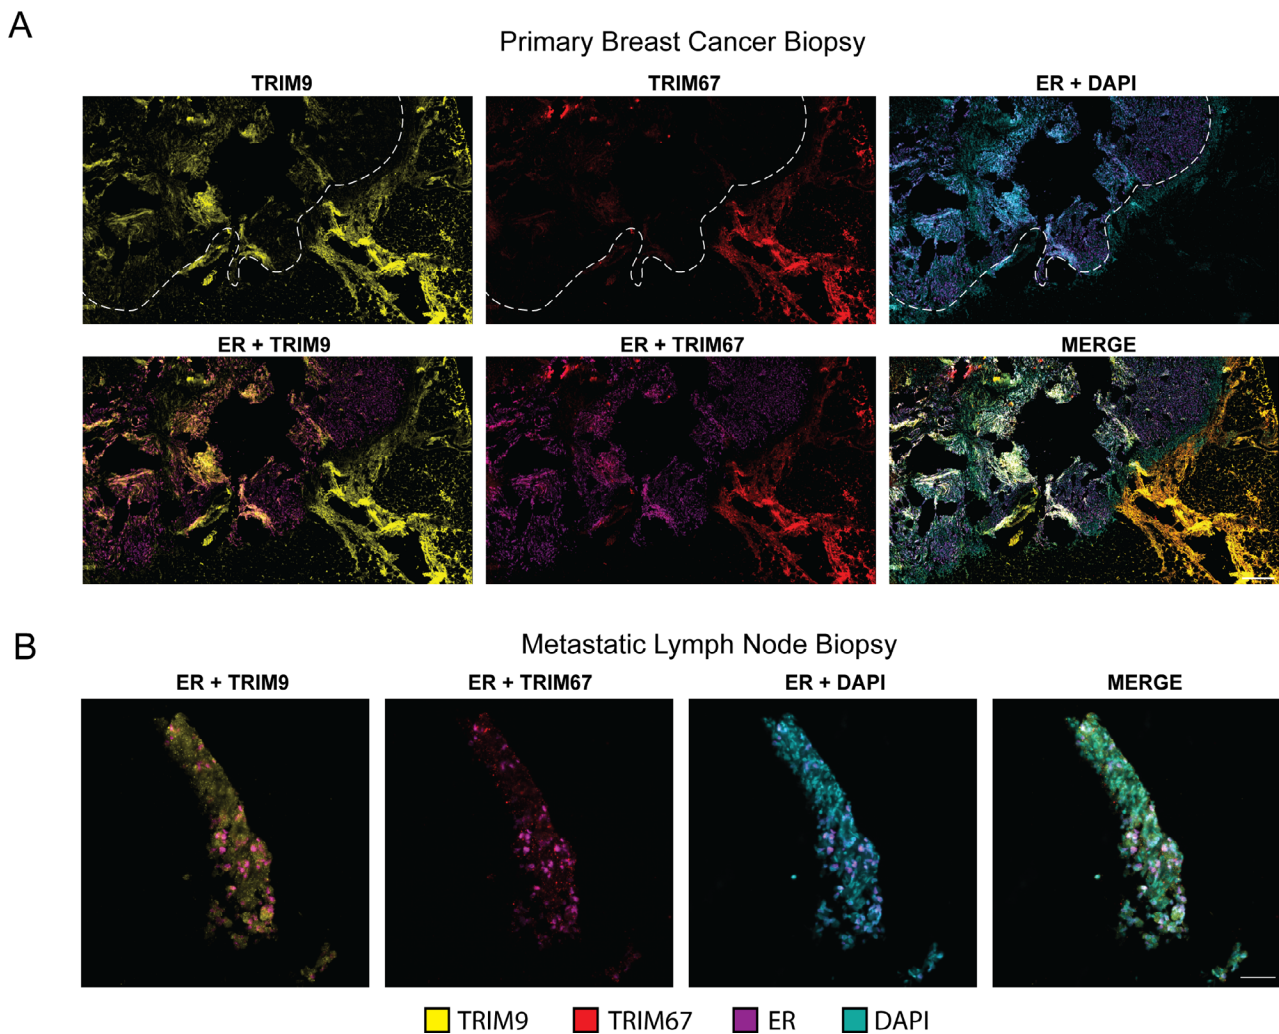 A
Primary Breast Cancer Biopsy
TRIM9 TRIM67 ER + DAPI
ER + TRIM9 ER + TRIM67 MERGE
B
Metastatic Lymph Node Biopsy
ER + TRIM9 ER + TRIM67 ER + DAPI MERGE
TRIM9 TRIM67 ER DAPI